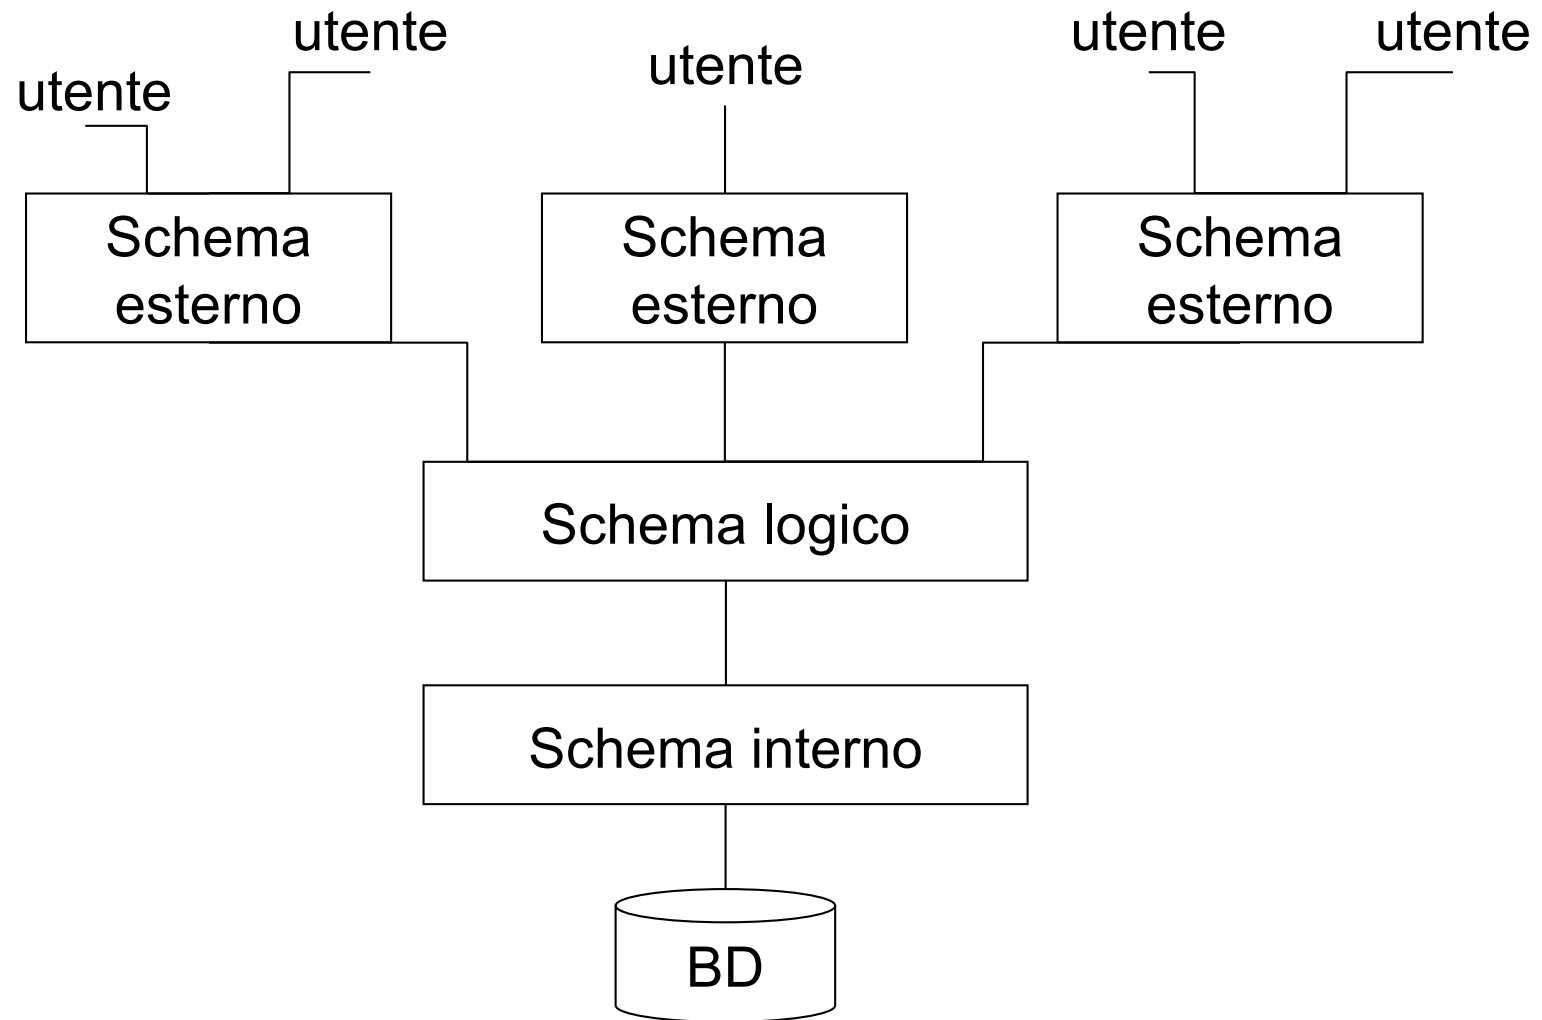 utente
utente
utente
utente
utente
Schema
esterno
Schema
esterno
Schema
esterno
Schema logico
Schema interno
BD